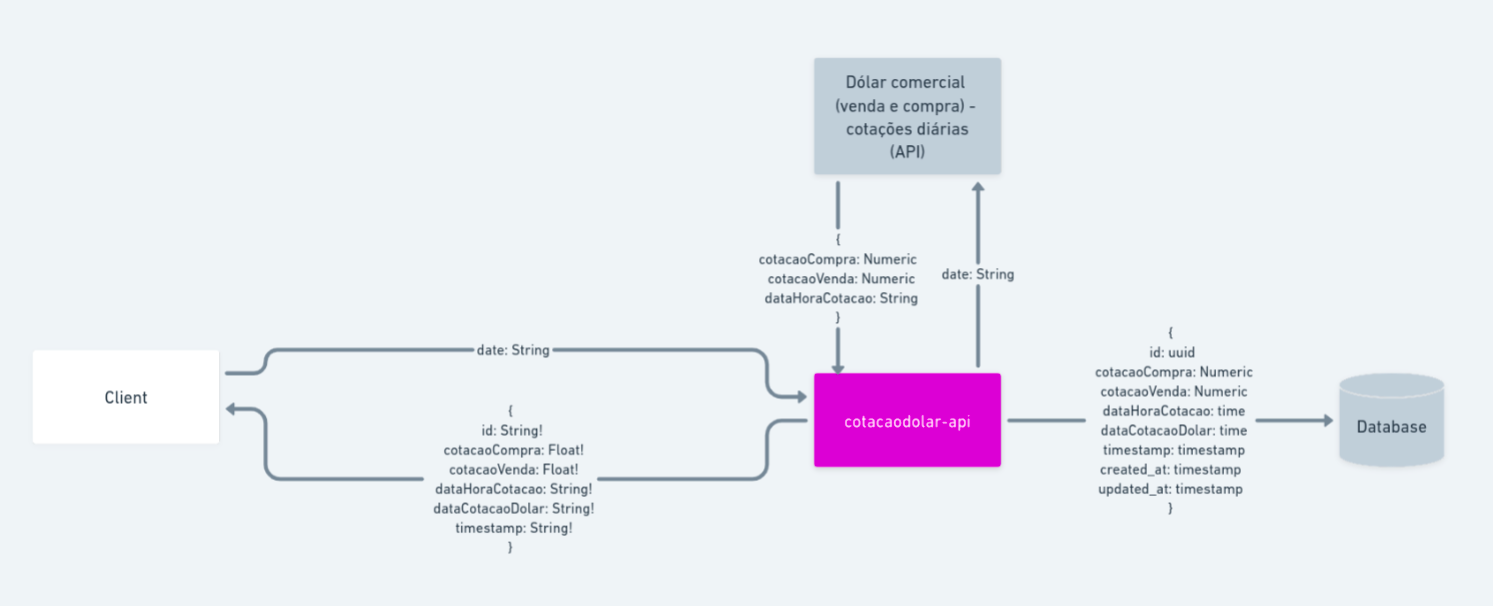 Dólar comercial
(venda e compra) -
cotações diárias
(API)
{
cotacaoCompra: Numeric
cotacaoVenda: Numeric
dataHoraCotacao: String
}
date: String
date: String
Client
{
id: String!
cotacaoCompra: Float!
cotacaoVenda: Float!
dataHoraCotacao: String!
dataCotacaoDolar: String!
timestamp: String!
}
cotacaodolar-api
{
id: uuid
cotacaoCompra: Numeric
cotacaoVenda: Numeric
dataHoraCotacao: time
dataCotacaoDolar: time
timestamp: timestamp
created_at: timestamp
updated_at: timestamp
}
Database